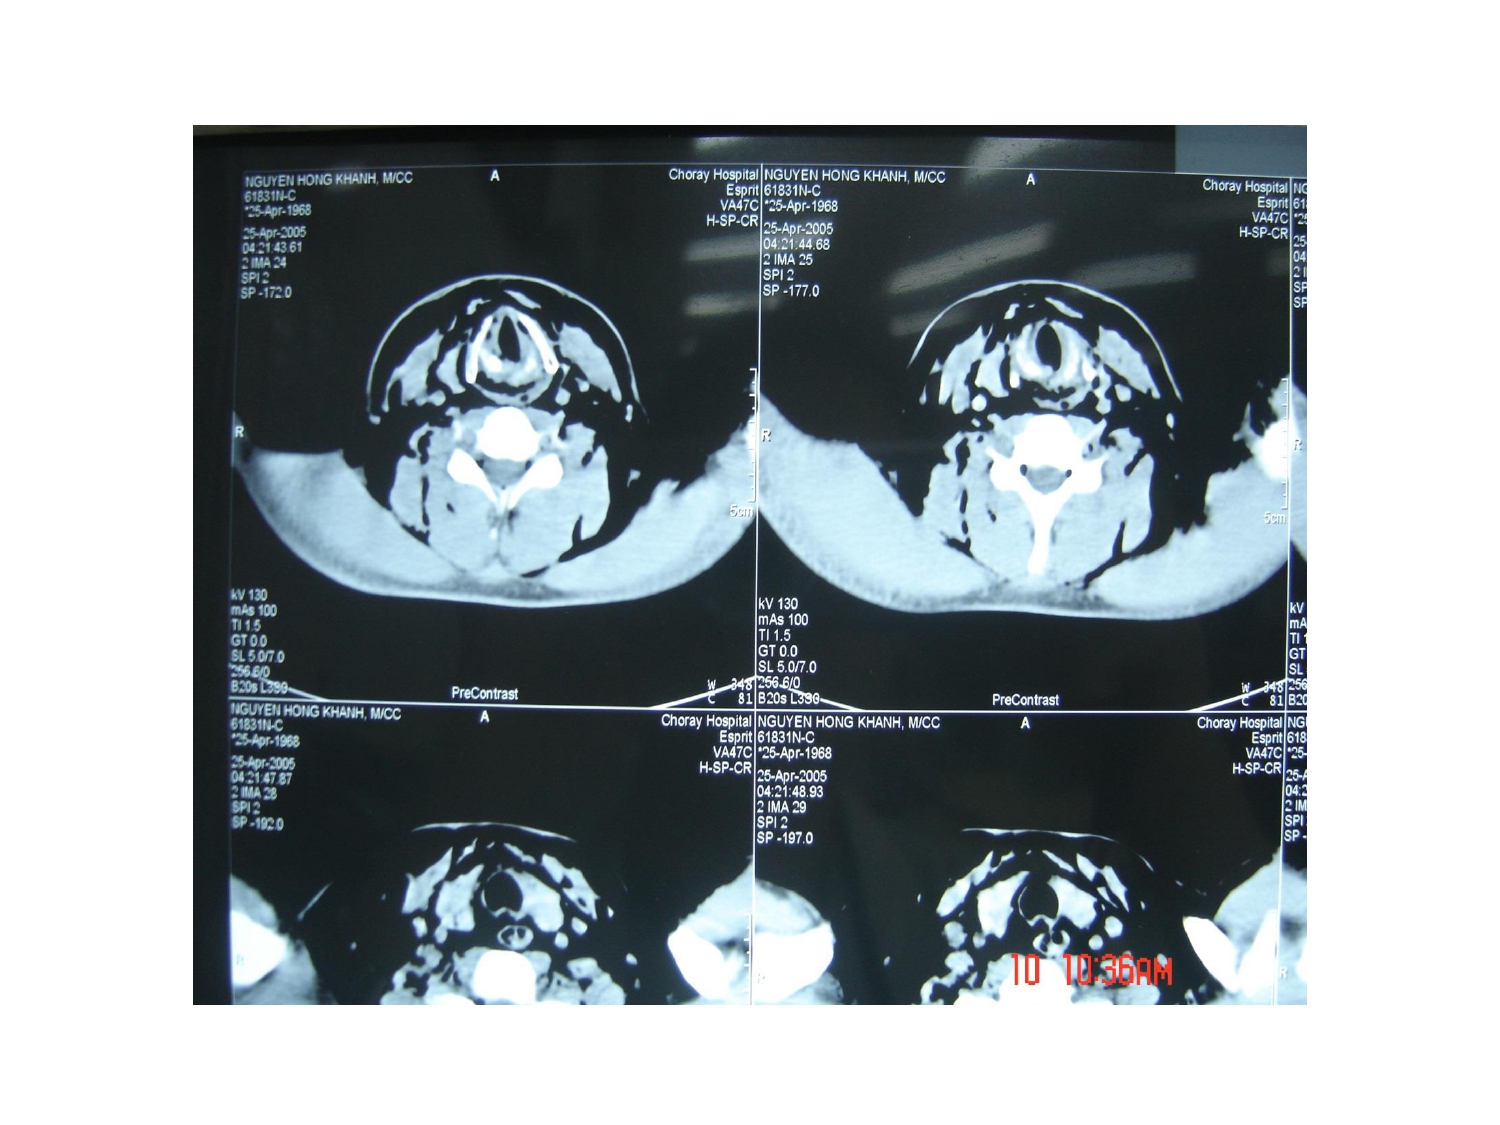 NGUYEN HONG KHANH, M/CC
61831N-C
*25-Apr-1968
25-Apr-2005
04:21:43.61
2 IMA 24
SPI 2
SP -172.0
A
Choray Hospital
Esprit
VA47C
H-SP-CR
R
5cm
kV 130
mAs 100
TI 1.5
GT 0.0
SL 5.0/7.0
256.6/0
B20s L390
PreContrast
W 348
C 81
NGUYEN HONG KHANH, M/CC
61831N-C
*25-Apr-1968
25-Apr-2005
04:21:44.68
2 IMA 25
SPI 2
SP -177.0
A
Choray Hospital
Esprit
VA47C
H-SP-CR
R
5cm
kV 130
mAs 100
TI 1.5
GT 0.0
SL 5.0/7.0
256.6/0
B20s L390
PreContrast
W 348
C 81
NGUYEN HONG KHANH, M/CC
61831N-C
*25-Apr-1968
25-Apr-2005
04:21:47.87
2 IMA 28
SPI 2
SP -192.0
A
Choray Hospital
Esprit
VA47C
H-SP-CR
R
NGUYEN HONG KHANH, M/CC
61831N-C
*25-Apr-1968
25-Apr-2005
04:21:48.93
2 IMA 29
SPI 2
SP -197.0
A
Choray Hospital
Esprit
VA47C
H-SP-CR
R
10 10:36AM